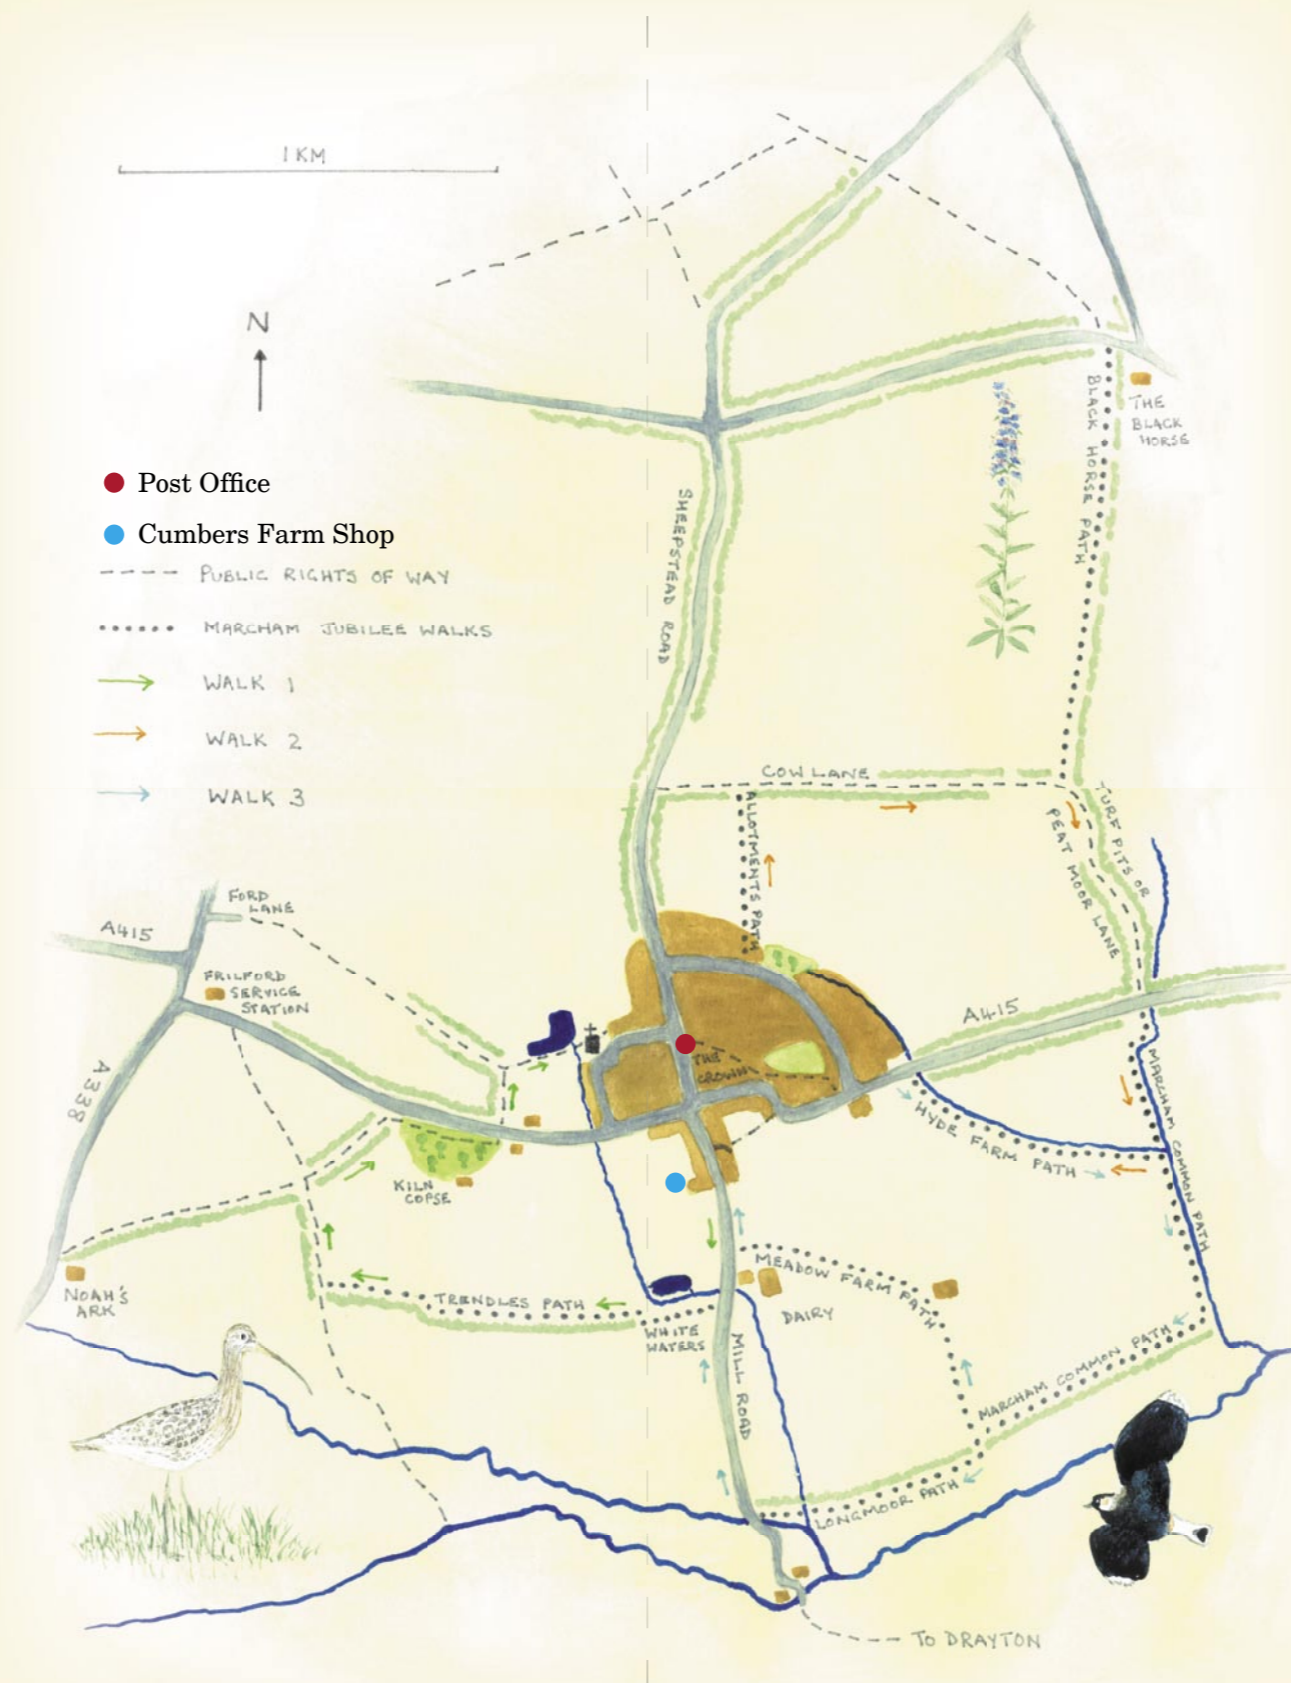 1 KM
N
Post Office
Cumbers Farm Shop
PUBLIC RIGHTS OF WAY
MARCHAM JUBILEE WALKS
WALK 1
WALK 2
WALK 3
THE
BLACK
HORSE
BLACK HORSE PATH
SHEEPSTEAD ROAD
COW LANE
ALLOTMENTS PATH
TURF PITS OR
PEAT MOOR LANE
FORD
LANE
A415
FRILFORD
SERVICE
STATION
A338
A415
THE
CROWN
MARCHAM COMMON PATH
HYDE FARM PATH
KILN
COPSE
NOAH'S
ARK
TRENDLES PATH
WHITE
WATERS
MEADOW FARM PATH
DAIRY
MILL ROAD
MARCHAM COMMON PATH
LONGMOOR PATH
TO DRAYTON